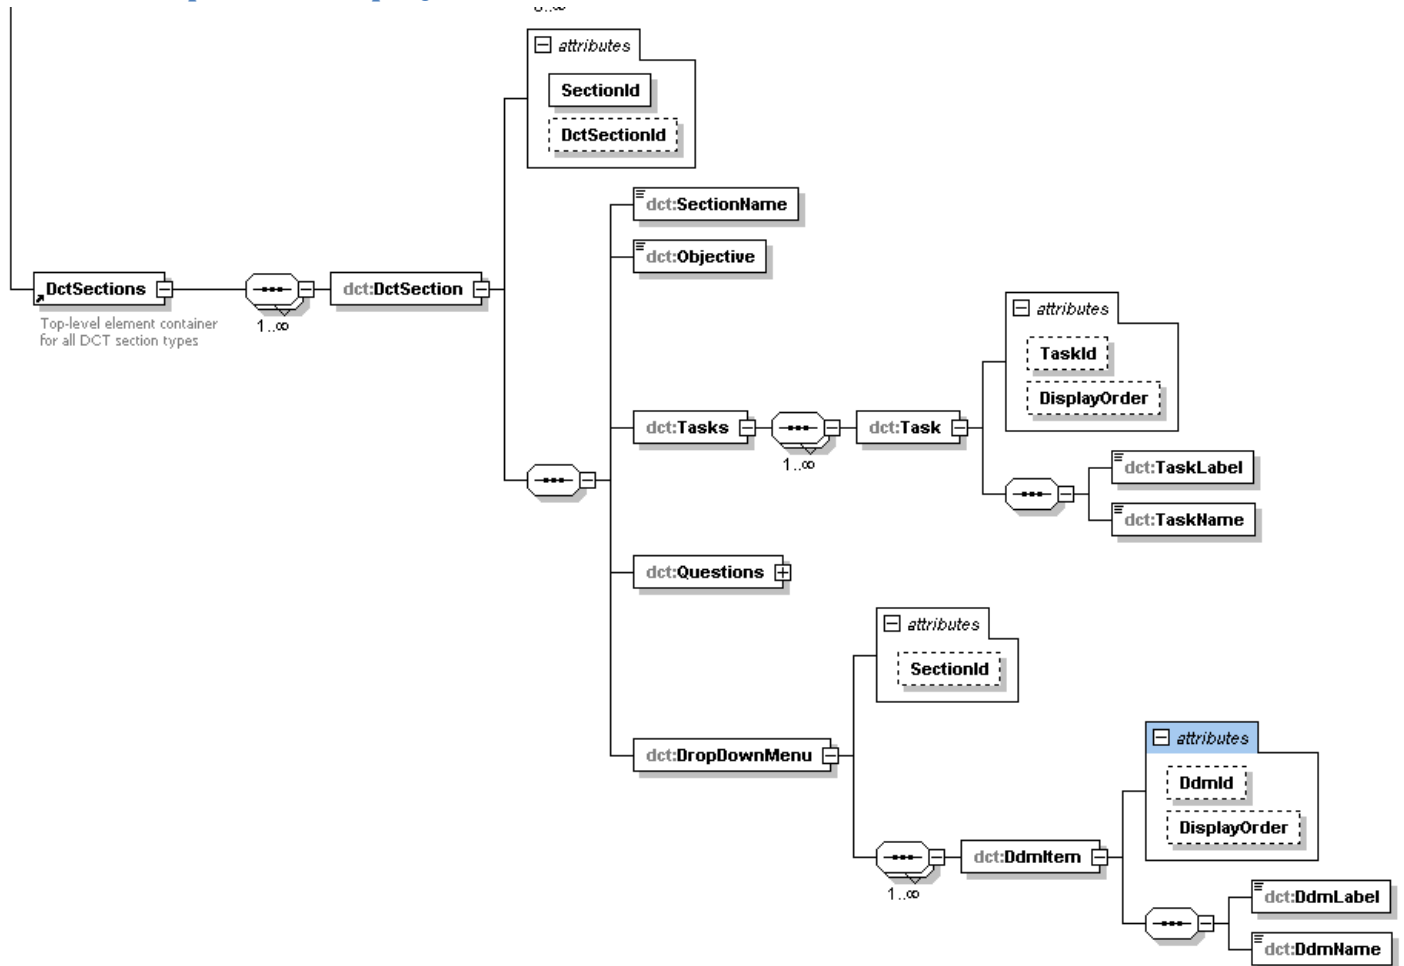 attributes
SectionId
DctSectionId
dct:SectionName
dct:Objective
DctSections
dct:DctSection
Top-level element container
for all DCT section types
1..∞
attributes
TaskId
DisplayOrder
dct:Tasks
1..∞
dct:Task
dct:TaskLabel
dct:TaskName
dct:Questions
attributes
SectionId
dct:DropDownMenu
attributes
DdmId
DisplayOrder
1..∞
dct:DdmItem
dct:DdmLabel
dct:DdmName